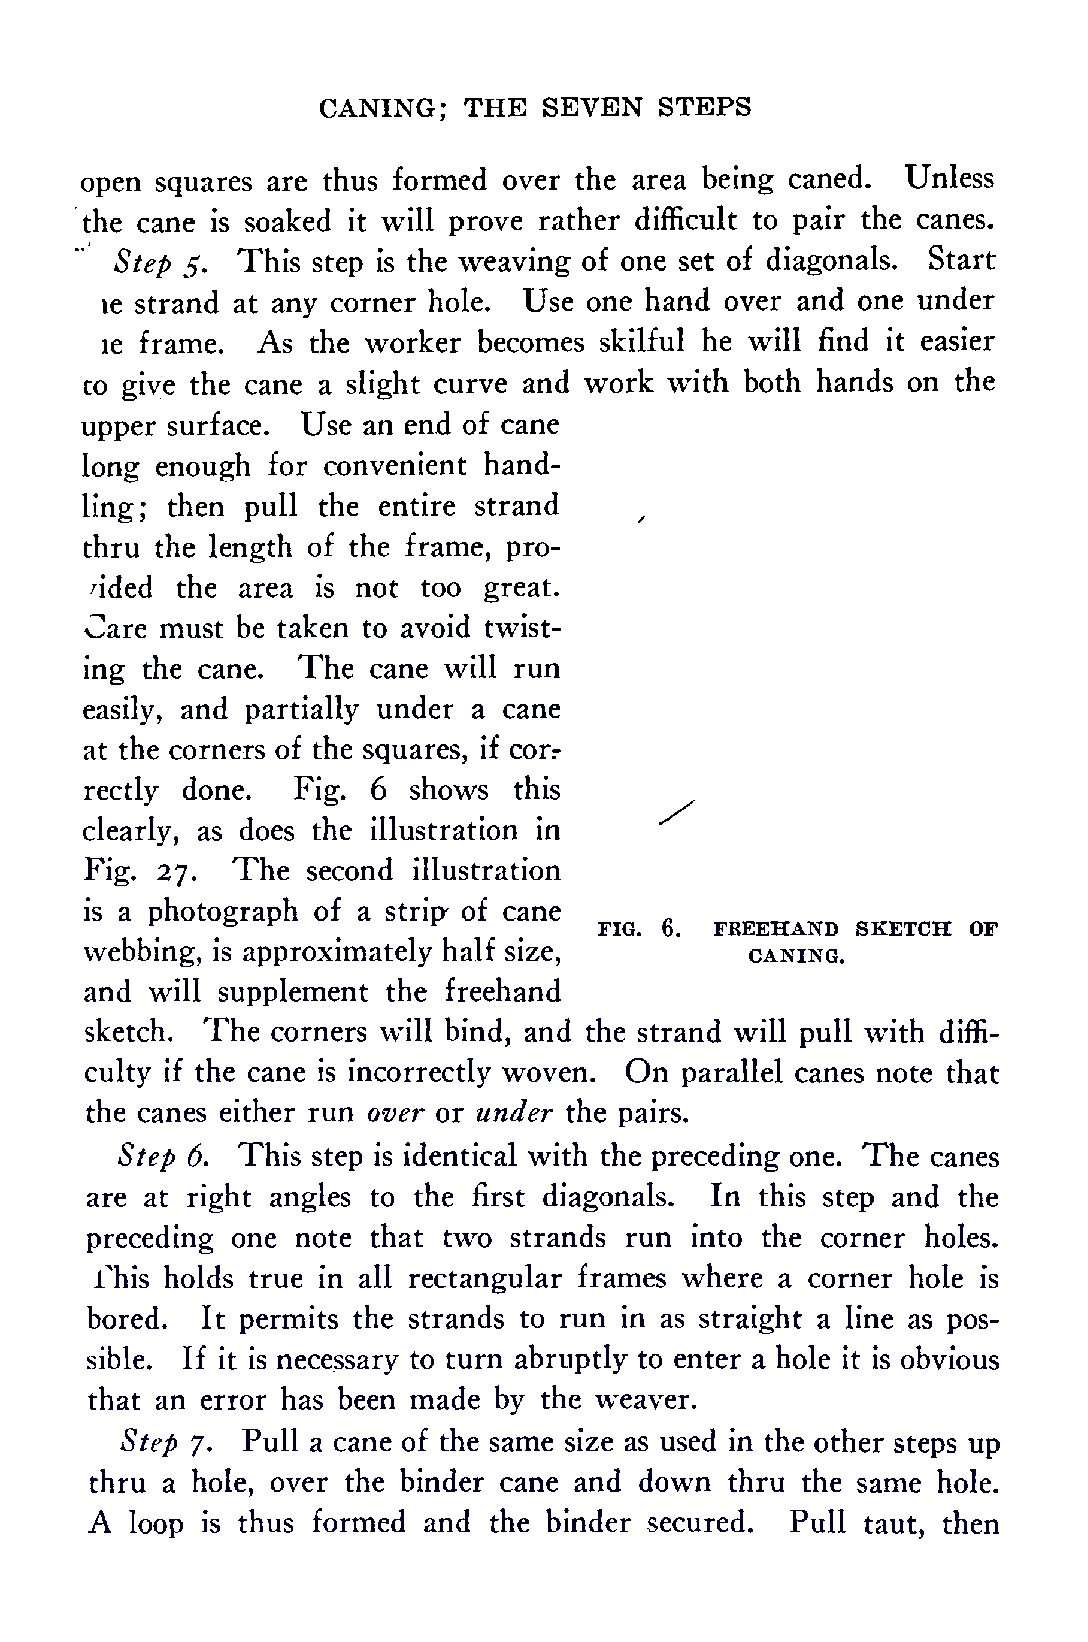 CANING; THE SEVEN STEPS
open squares are thus formed over the area being caned. Unless
the cane is soaked it will prove rather difficult to pair the canes.
Step 5. This step is the weaving of one set of diagonals. Start
strand at any corner hole. Use one hand over and one under
frame. As the worker becomes skilful he will find it easier
to give the cane a slight curve and work with both hands on the
upper surface. Use an end of cane
long enough for convenient hand-
ling; then pull the entire strand
thru the length of the frame, pro-
vided the area is not too great.
Care must be taken to avoid twist-
ing the cane. The cane will run
easily, and partially under a cane
at the corners of the squares, if cor-
rectly done. Fig. 6 shows this
clearly, as does the illustration in
Fig. 27. The second illustration
is a photograph of a strip of cane
webbing, is approximately half size,
and will supplement the freehand
FIG. 6. FREEHAND SKETCH OF
CANING.
sketch. The corners will bind, and the strand will pull with diffi-
culty if the cane is incorrectly woven. On parallel canes note that
the canes either run over or under the pairs.
Step 6. This step is identical with the preceding one. The canes
are at right angles to the first diagonals. In this step and the
preceding one note that two strands run into the corner holes.
This holds true in all rectangular frames where a corner hole is
bored. It permits the strands to run in as straight a line as pos-
sible. If it is necessary to turn abruptly to enter a hole it is obvious
that an error has been made by the weaver.
Step 7. Pull a cane of the same size as used in the other steps up
thru a hole, over the binder cane and down thru the same hole.
A loop is thus formed and the binder secured. Pull taut, then